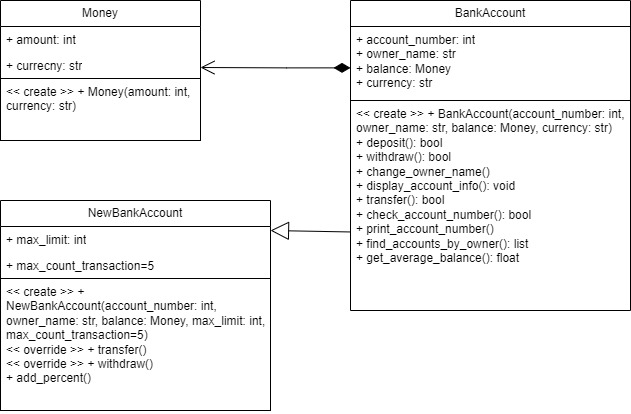 Money
+ amount: int
+ currecny: str
<< create >> + Money(amount: int,
currency: str)
BankAccount
+ account_number: int
+ owner_name: str
+ balance: Money
+ currency: str
<< create >> + BankAccount(account_number: int,
owner_name: str, balance: Money, currency: str)
+ deposit(): bool
+ withdraw(): bool
+ change_owner_name()
+ display_account_info(): void
+ transfer(): bool
+ check_account_number(): bool
+ print_account_number()
+ find_accounts_by_owner(): list
+ get_average_balance(): float
NewBankAccount
+ max_limit: int
+ max_count_transaction=5
<< create >> +
NewBankAccount(account_number: int,
owner_name: str, balance: Money, max_limit: int,
max_count_transaction=5)
<< override >> + transfer()
<< override >> + withdraw()
+ add_percent()